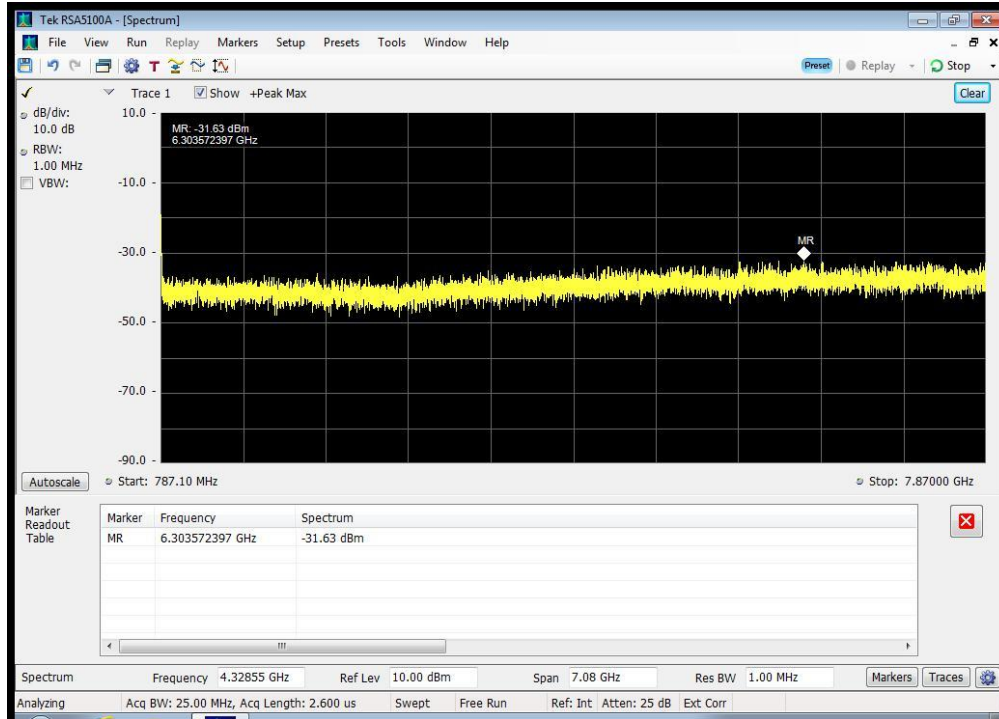 Tek RSA5100A - [Spectrum]
File View Run Replay Markers Setup Presets Tools Window Help
T Preset Replay Stop
Trace 1 Show +Peak Max Clear
dB/div:
10.0 dB
RBW:
1.00 MHz
VBW:
10.0
MR: -31.63 dBm
6.303572397 GHz
-10.0
MR
-30.0
-50.0
-70.0
-90.0
Autoscale Start: 787.10 MHz Stop: 7.87000 GHz
Marker
Readout
Table
Marker Frequency Spectrum
MR 6.303572397 GHz -31.63 dBm
Spectrum Frequency 4.32855 GHz Ref Lev 10.00 dBm Span 7.08 GHz Res BW 1.00 MHz Markers Traces
Analyzing Acq BW: 25.00 MHz, Acq Length: 2.600 us Swept Free Run Ref: Int Atten: 25 dB Ext Corr